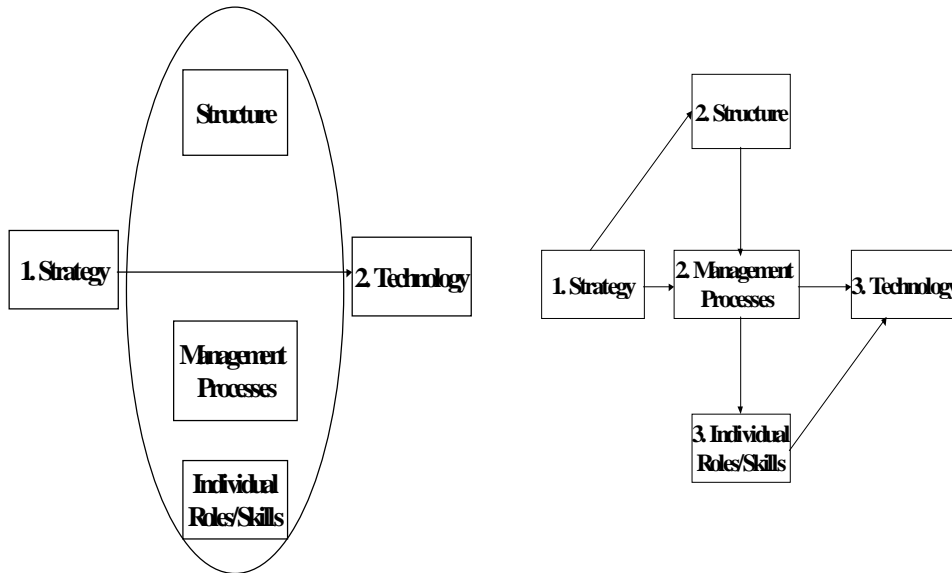 Structure
1. Strategy
2. Technology
Management
Processes
Individual
Roles/Skills
2. Structure
1. Strategy
2. Management
Processes
3. Technology
3. Individual
Roles/Skills